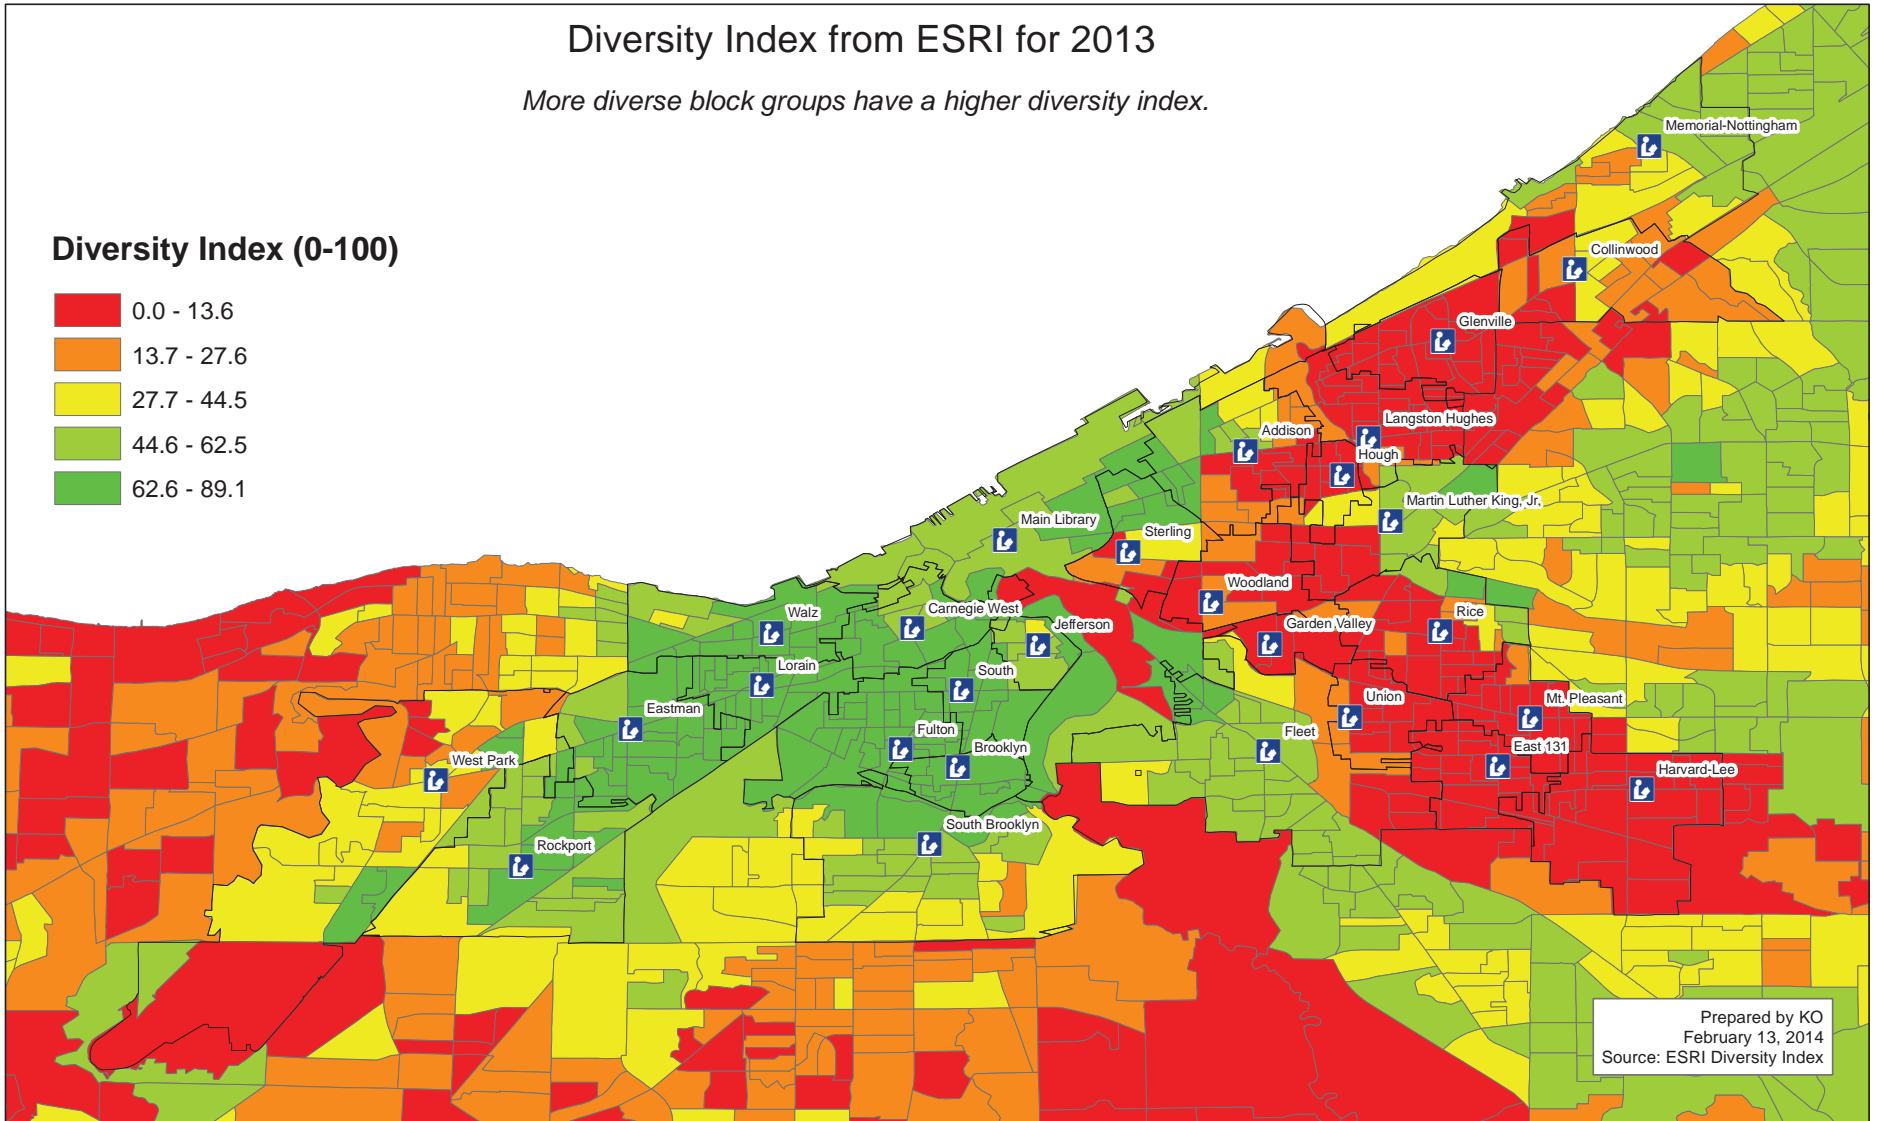 Diversity Index from ESRI for 2013
More diverse block groups have a higher diversity index.
Diversity Index (0-100)
0.0 - 13.6
13.7 - 27.6
27.7 - 44.5
44.6 - 62.5
62.6 - 89.1
Memorial-Nottingham
Collinwood
Glenville
Langston Hughes
Addison
Hough
Martin Luther King, Jr.
Main Library
Sterling
Woodland
Walz
Carnegie West
Jefferson
Garden Valley
Rice
Lorain
South
Eastman
Union
Mt. Pleasant
Fulton
Fleet
Brooklyn
East 131
West Park
Harvard-Lee
South Brooklyn
Rockport
Prepared by KO
February 13, 2014
Source: ESRI Diversity Index